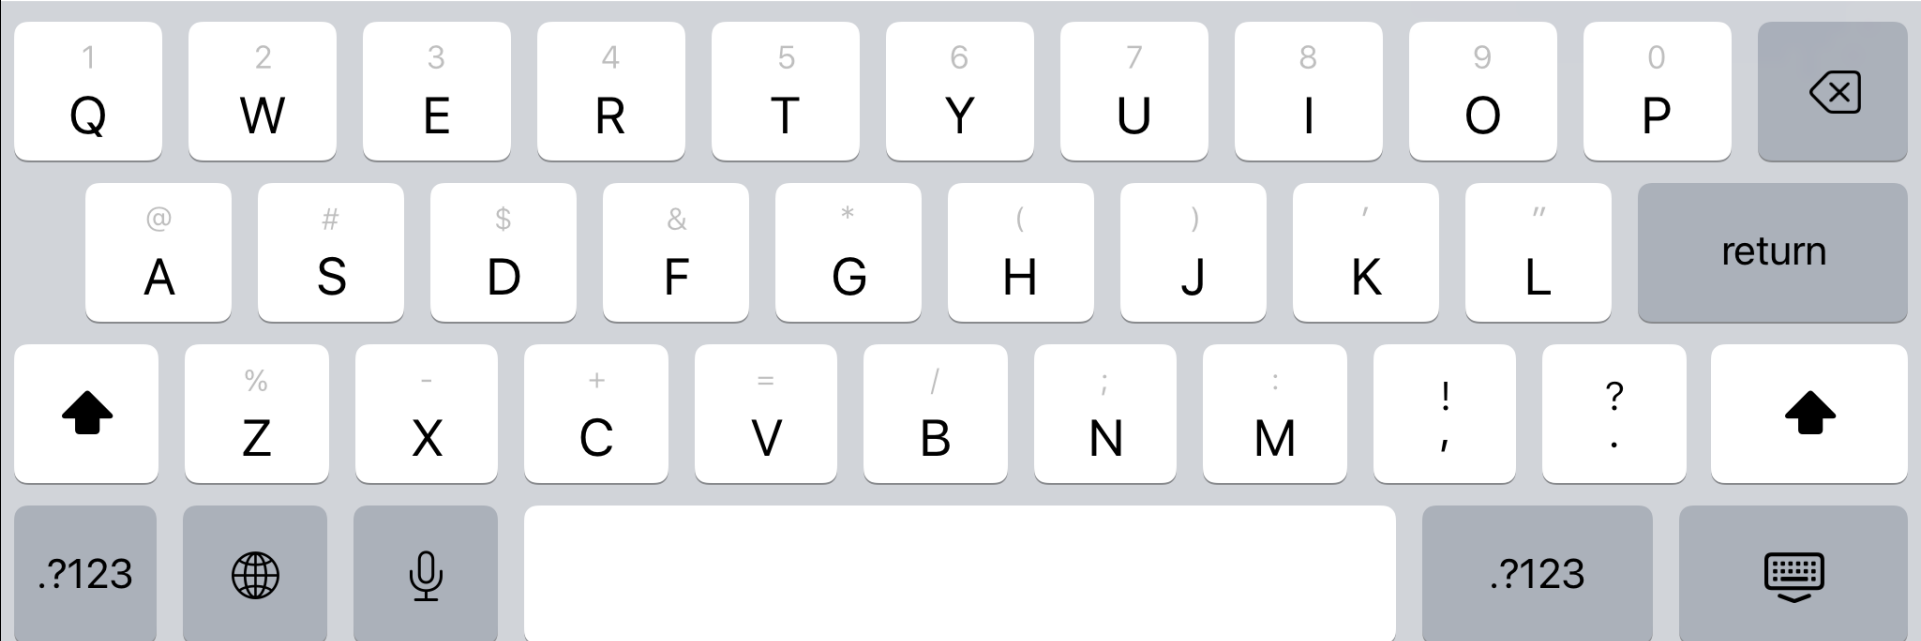 1 2 3 4 5 6 7 8 9 0
Q W E R T Y U I O P
@ # $ & * ( ) ′ ″
A S D F G H J K L return
% - + = / ; : ! ?
Z X C V B N M , .
.?123 .?123